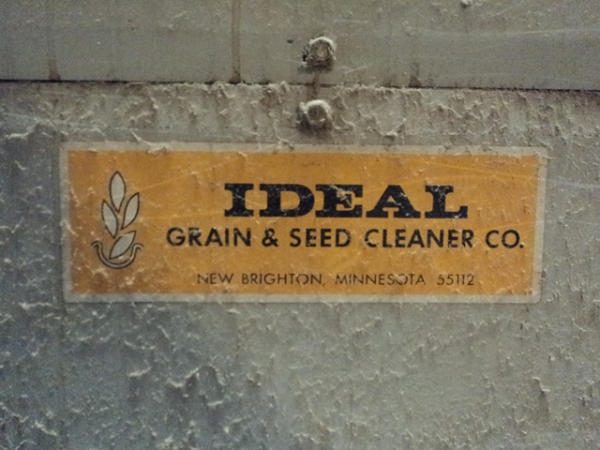 IDEAL
GRAIN & SEED CLEANER CO.
NEW BRIGHTON, MINNESOTA 55112